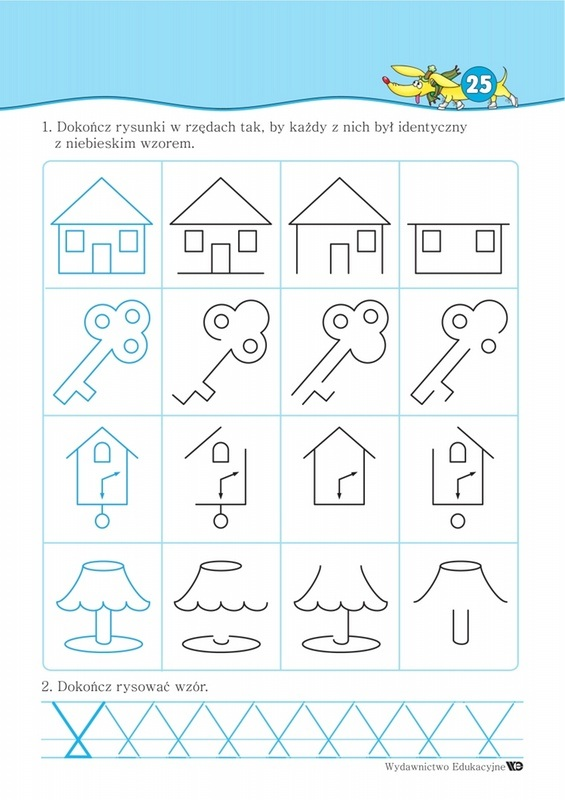 25
1. Dokończ rysunki w rzędach tak, by każdy z nich był identyczny
z niebieskim wzorem.
2. Dokończ rysować wzór.
Wydawnictwo Edukacyjne WE